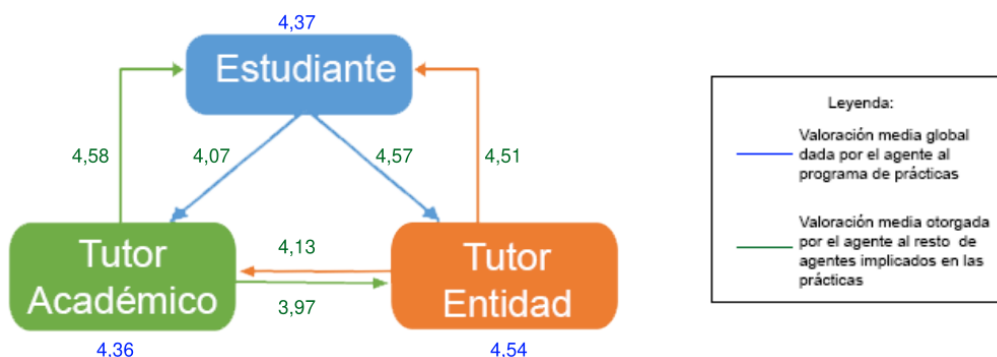 4,37
Estudiante
4,58
4,07
4,57
4,51
Tutor
Académico
4,13
3,97
Tutor
Entidad
4,36
4,54
Leyenda:
Valoración media global
dada por el agente al
programa de prácticas
Valoración media otorgada
por el agente al resto de
agentes implicados en las
prácticas